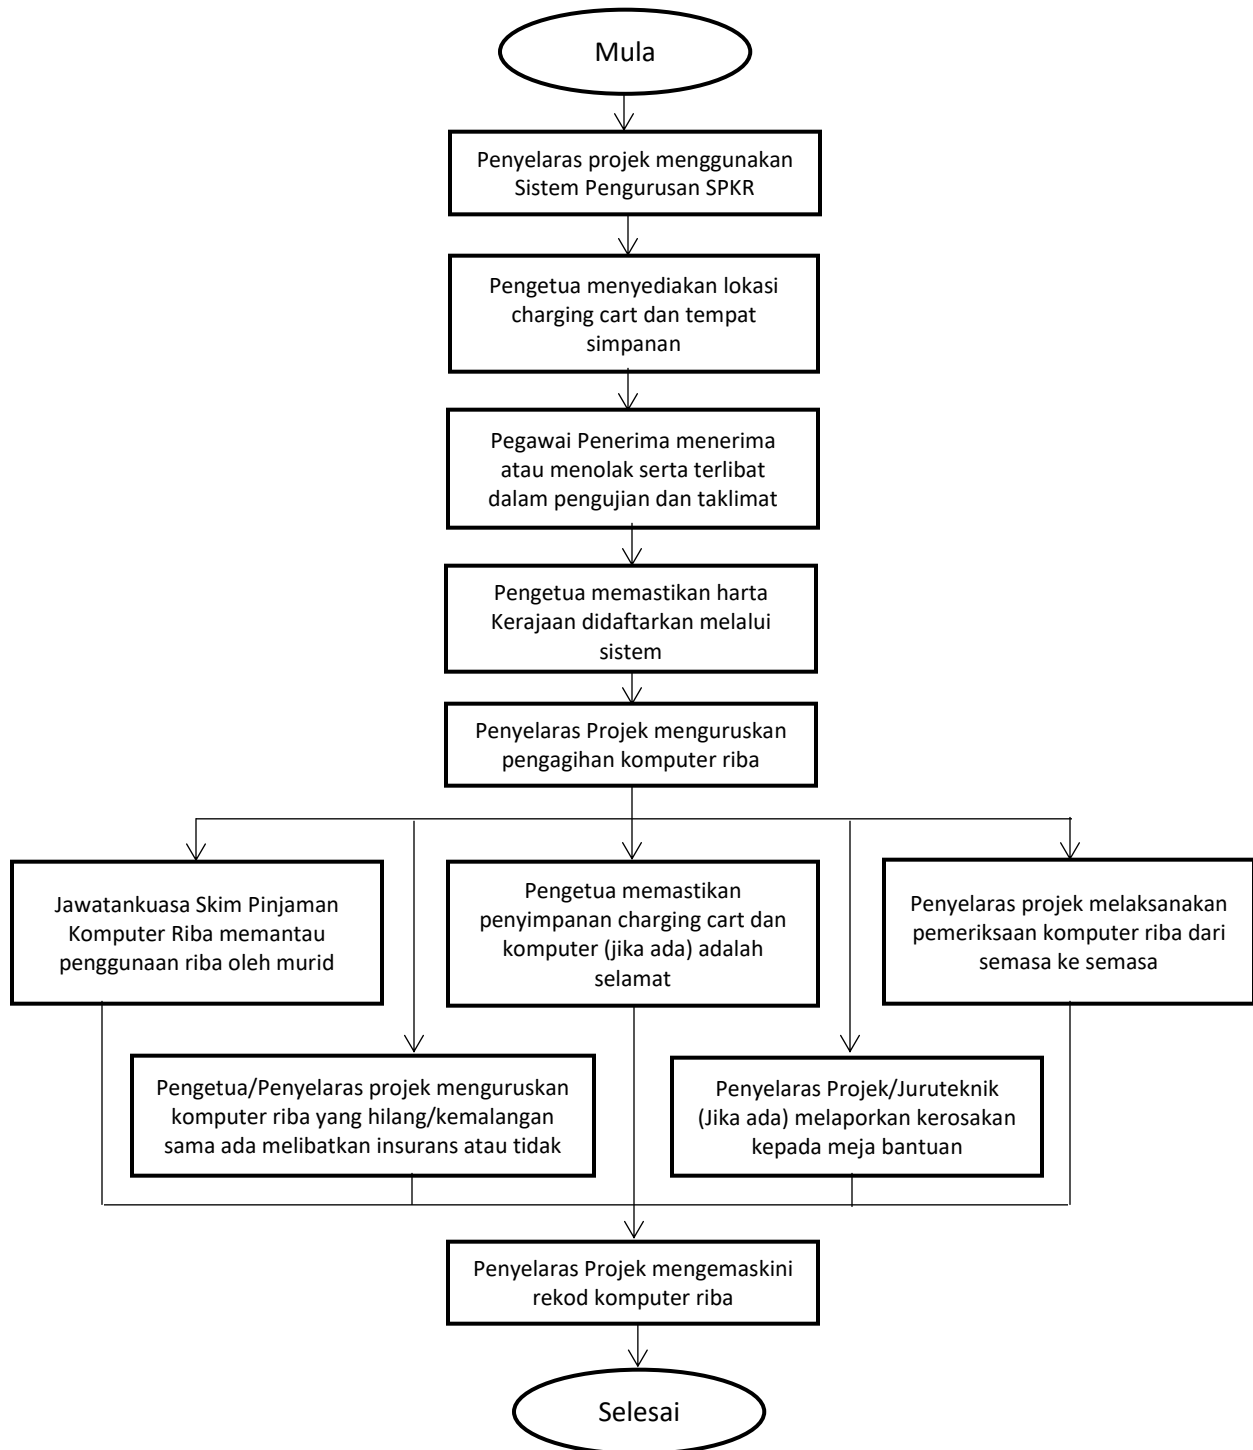 Mula
Penyelaras projek menggunakan
Sistem Pengurusan SPKR
Pengetua menyediakan lokasi
charging cart dan tempat
simpanan
Pegawai Penerima menerima
atau menolak serta terlibat
dalam pengujian dan taklimat
Pengetua memastikan harta
Kerajaan didaftarkan melalui
sistem
Penyelaras Projek menguruskan
pengagihan komputer riba
Jawatankuasa Skim Pinjaman
Komputer Riba memantau
penggunaan riba oleh murid
Pengetua memastikan
penyimpanan charging cart dan
komputer (jika ada) adalah
selamat
Penyelaras projek melaksanakan
pemeriksaan komputer riba dari
semasa ke semasa
Pengetua/Penyelaras projek menguruskan
komputer riba yang hilang/kemalangan
sama ada melibatkan insurans atau tidak
Penyelaras Projek/Juruteknik
(Jika ada) melaporkan kerosakan
kepada meja bantuan
Penyelaras Projek mengemaskini
rekod komputer riba
Selesai